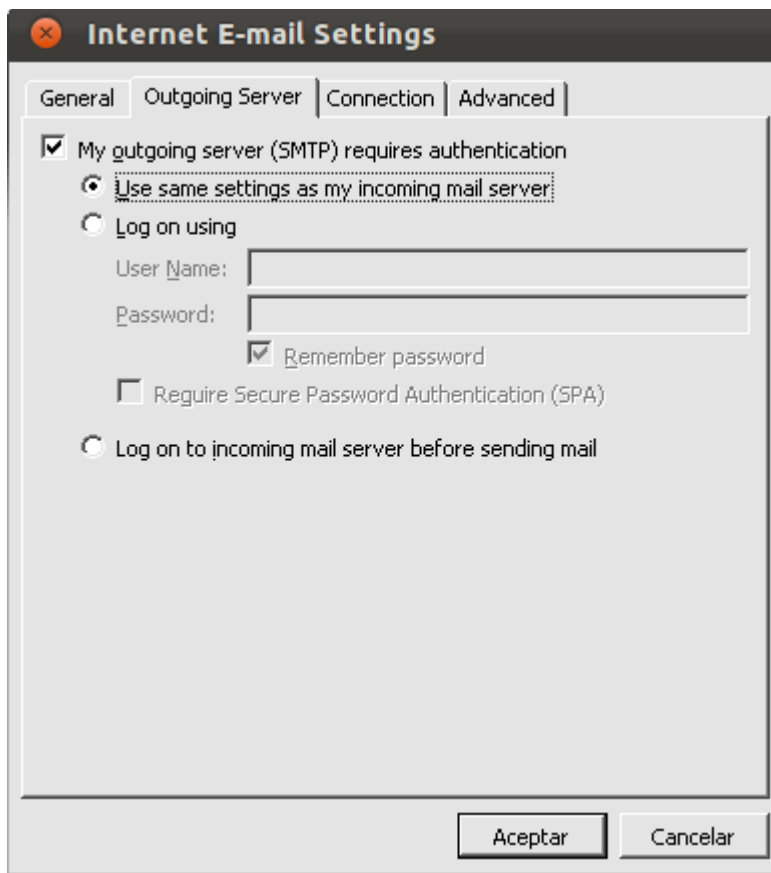 Internet E-mail Settings
General Outgoing Server Connection Advanced
My outgoing server (SMTP) requires authentication
Use same settings as my incoming mail server
Log on using
User Name:
Password:
Remember password
Require Secure Password Authentication (SPA)
Log on to incoming mail server before sending mail
Aceptar Cancelar